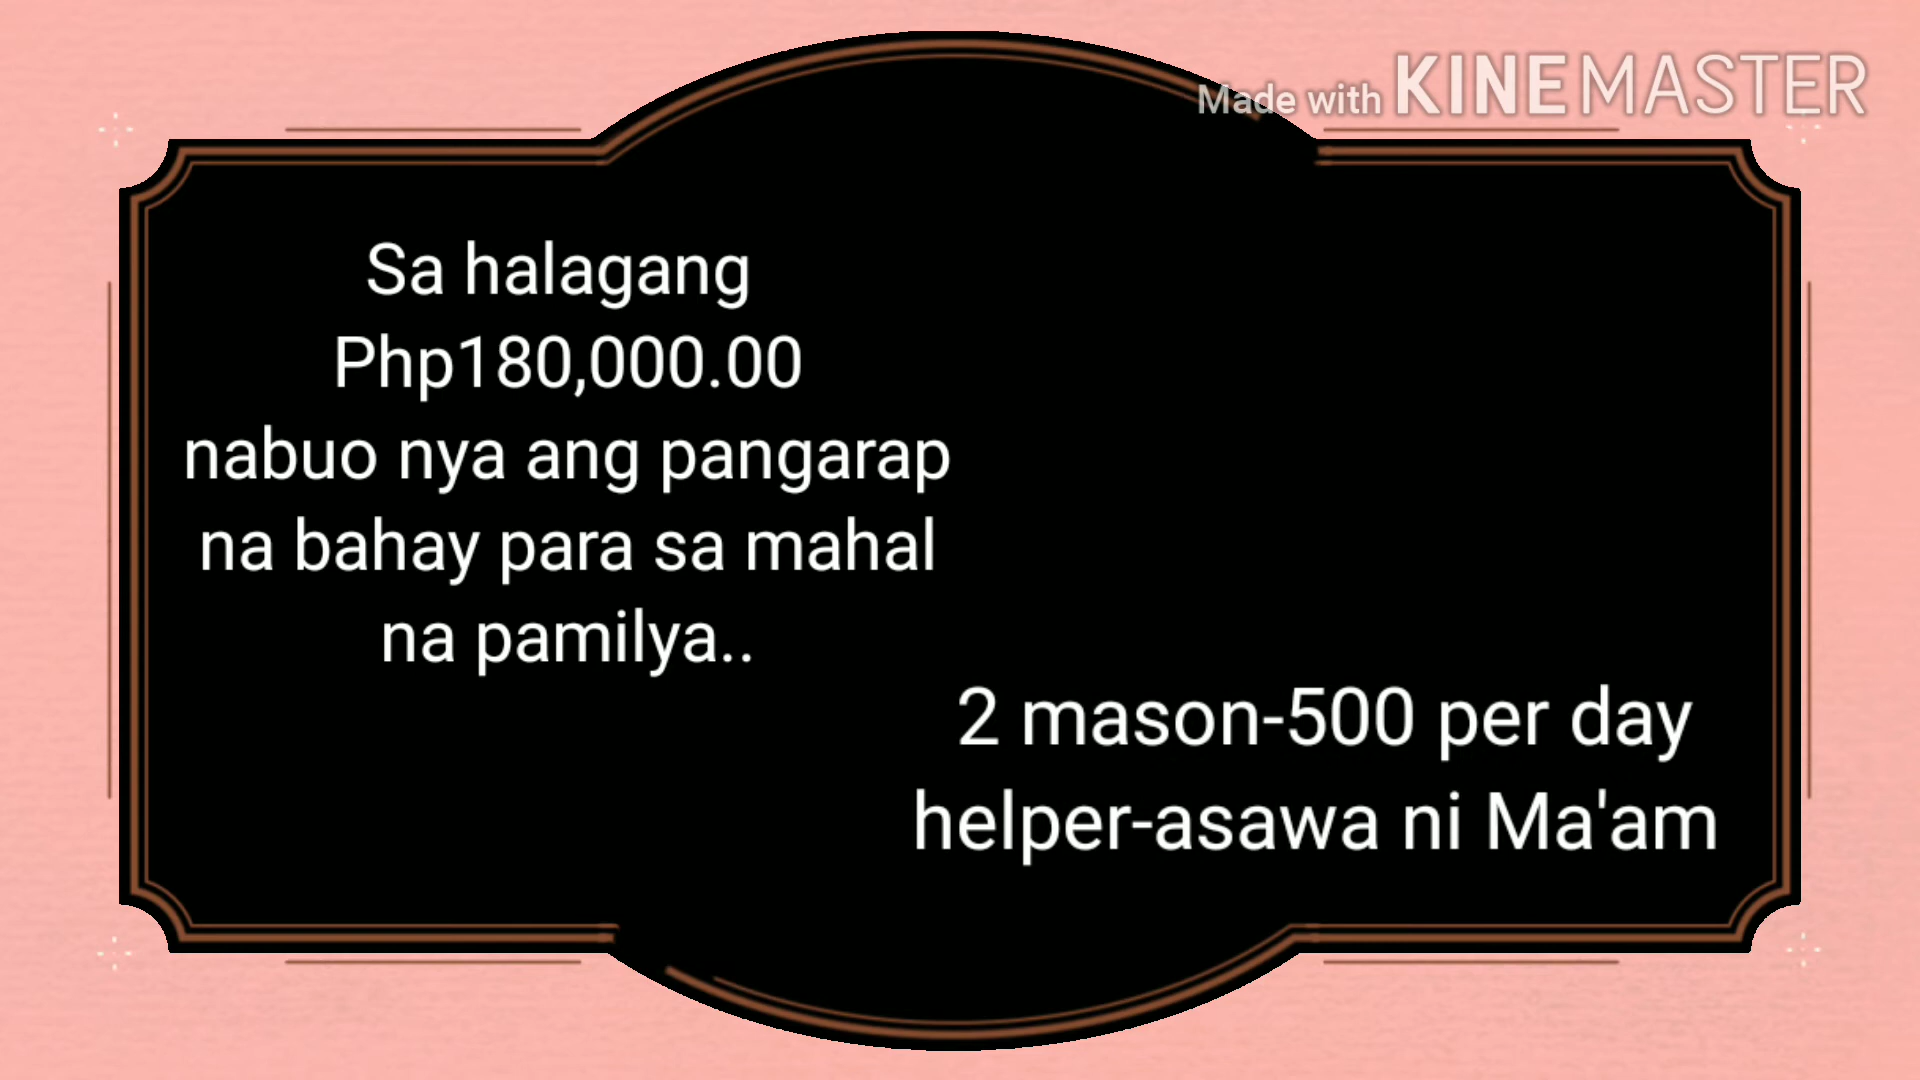 Made with KINEMASTER
Sa halagang
Php180,000.00
nabuo nya ang pangarap
na bahay para sa mahal
na pamilya..
2 mason-500 per day
helper-asawa ni Ma'am